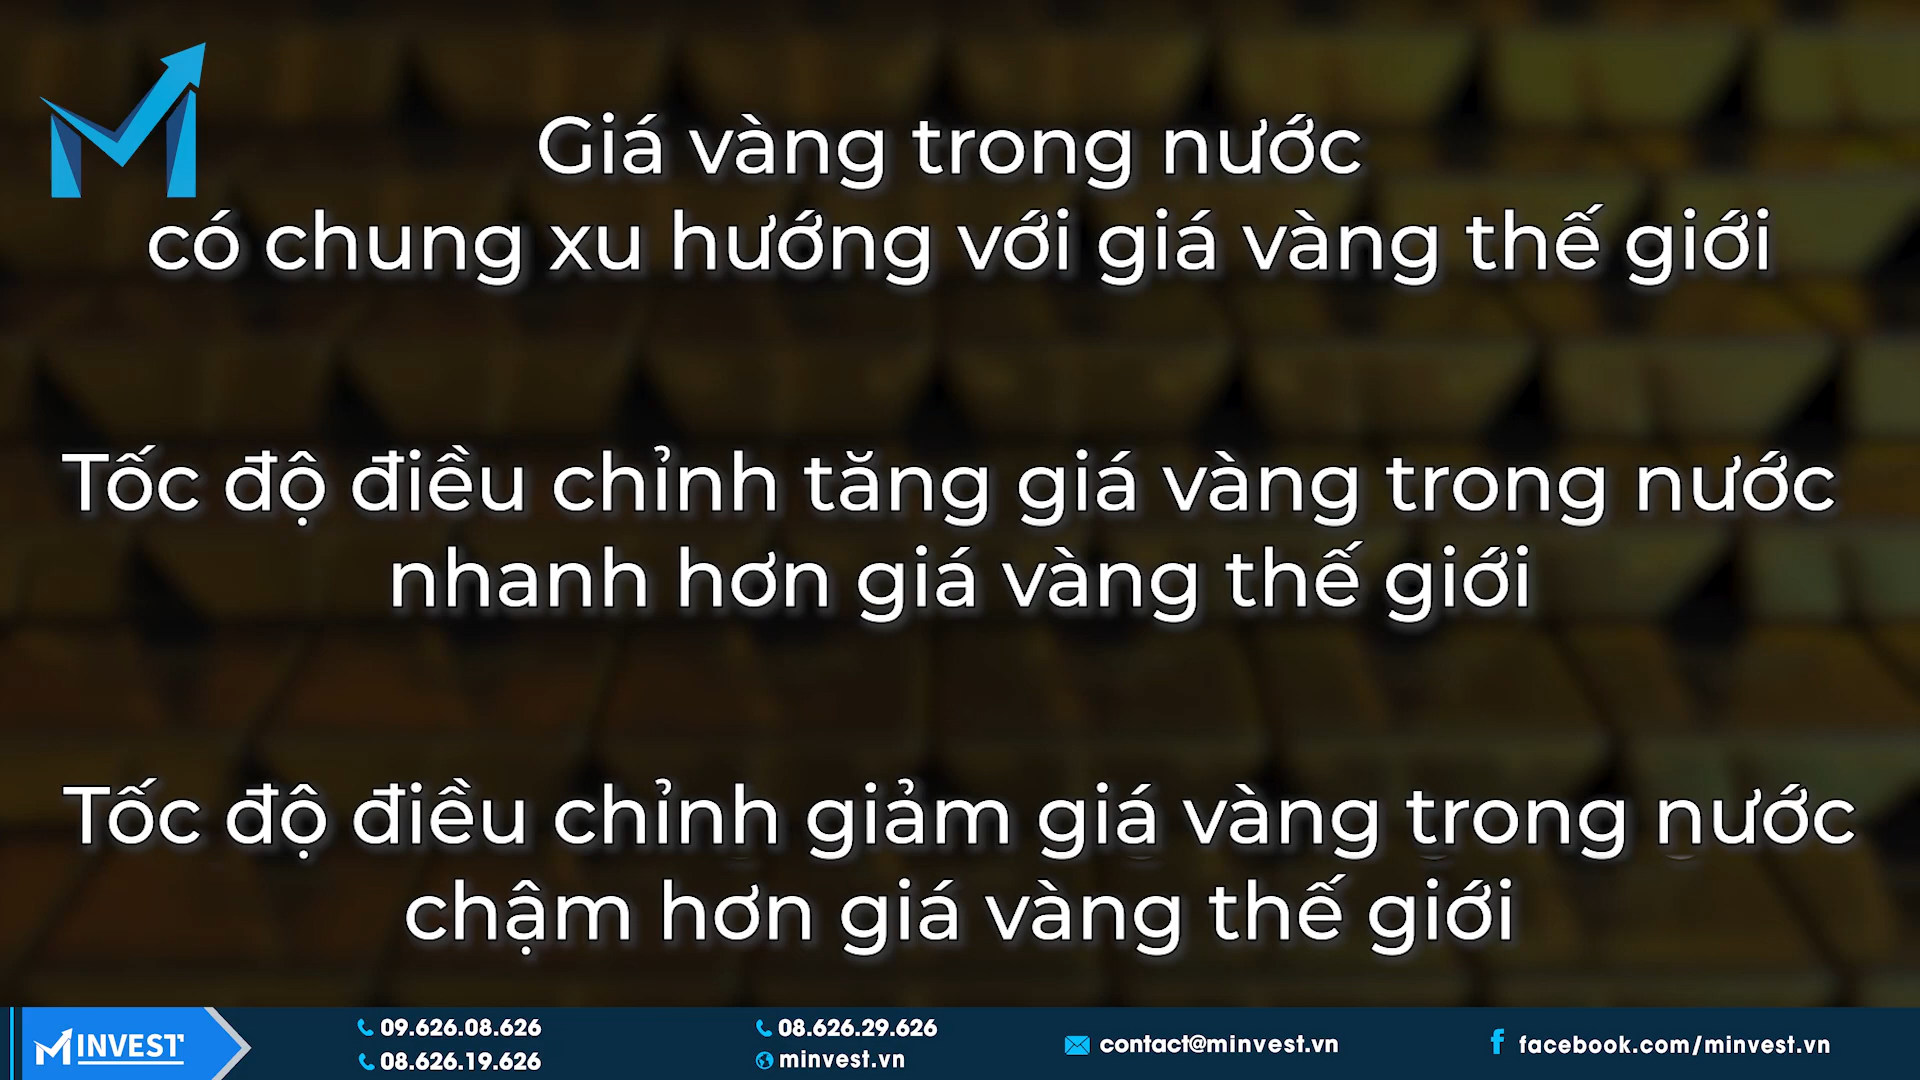 Giá vàng trong nước
có chung xu hướng với giá vàng thế giới
Tốc độ điều chỉnh tăng giá vàng trong nước
nhanh hơn giá vàng thế giới
Tốc độ điều chỉnh giảm giá vàng trong nước
chậm hơn giá vàng thế giới
MINVEST
09.626.08.626
08.626.19.626
08.626.29.626
minvest.vn
contact@minvest.vn
facebook.com/minvest.vn